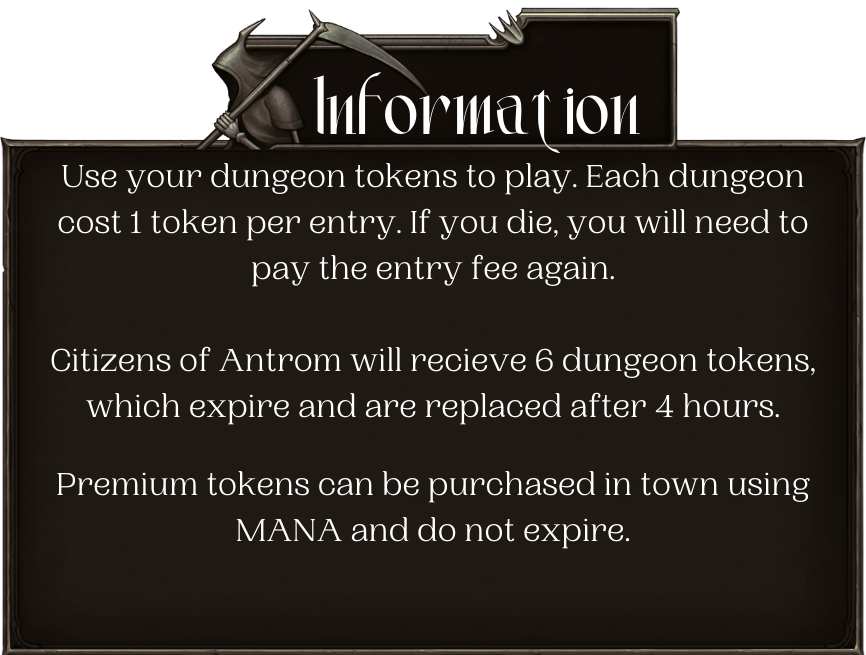 Information
Use your dungeon tokens to play. Each dungeon
cost 1 token per entry. If you die, you will need to
pay the entry fee again.
Citizens of Antrom will recieve 6 dungeon tokens,
which expire and are replaced after 4 hours.
Premium tokens can be purchased in town using
MANA and do not expire.